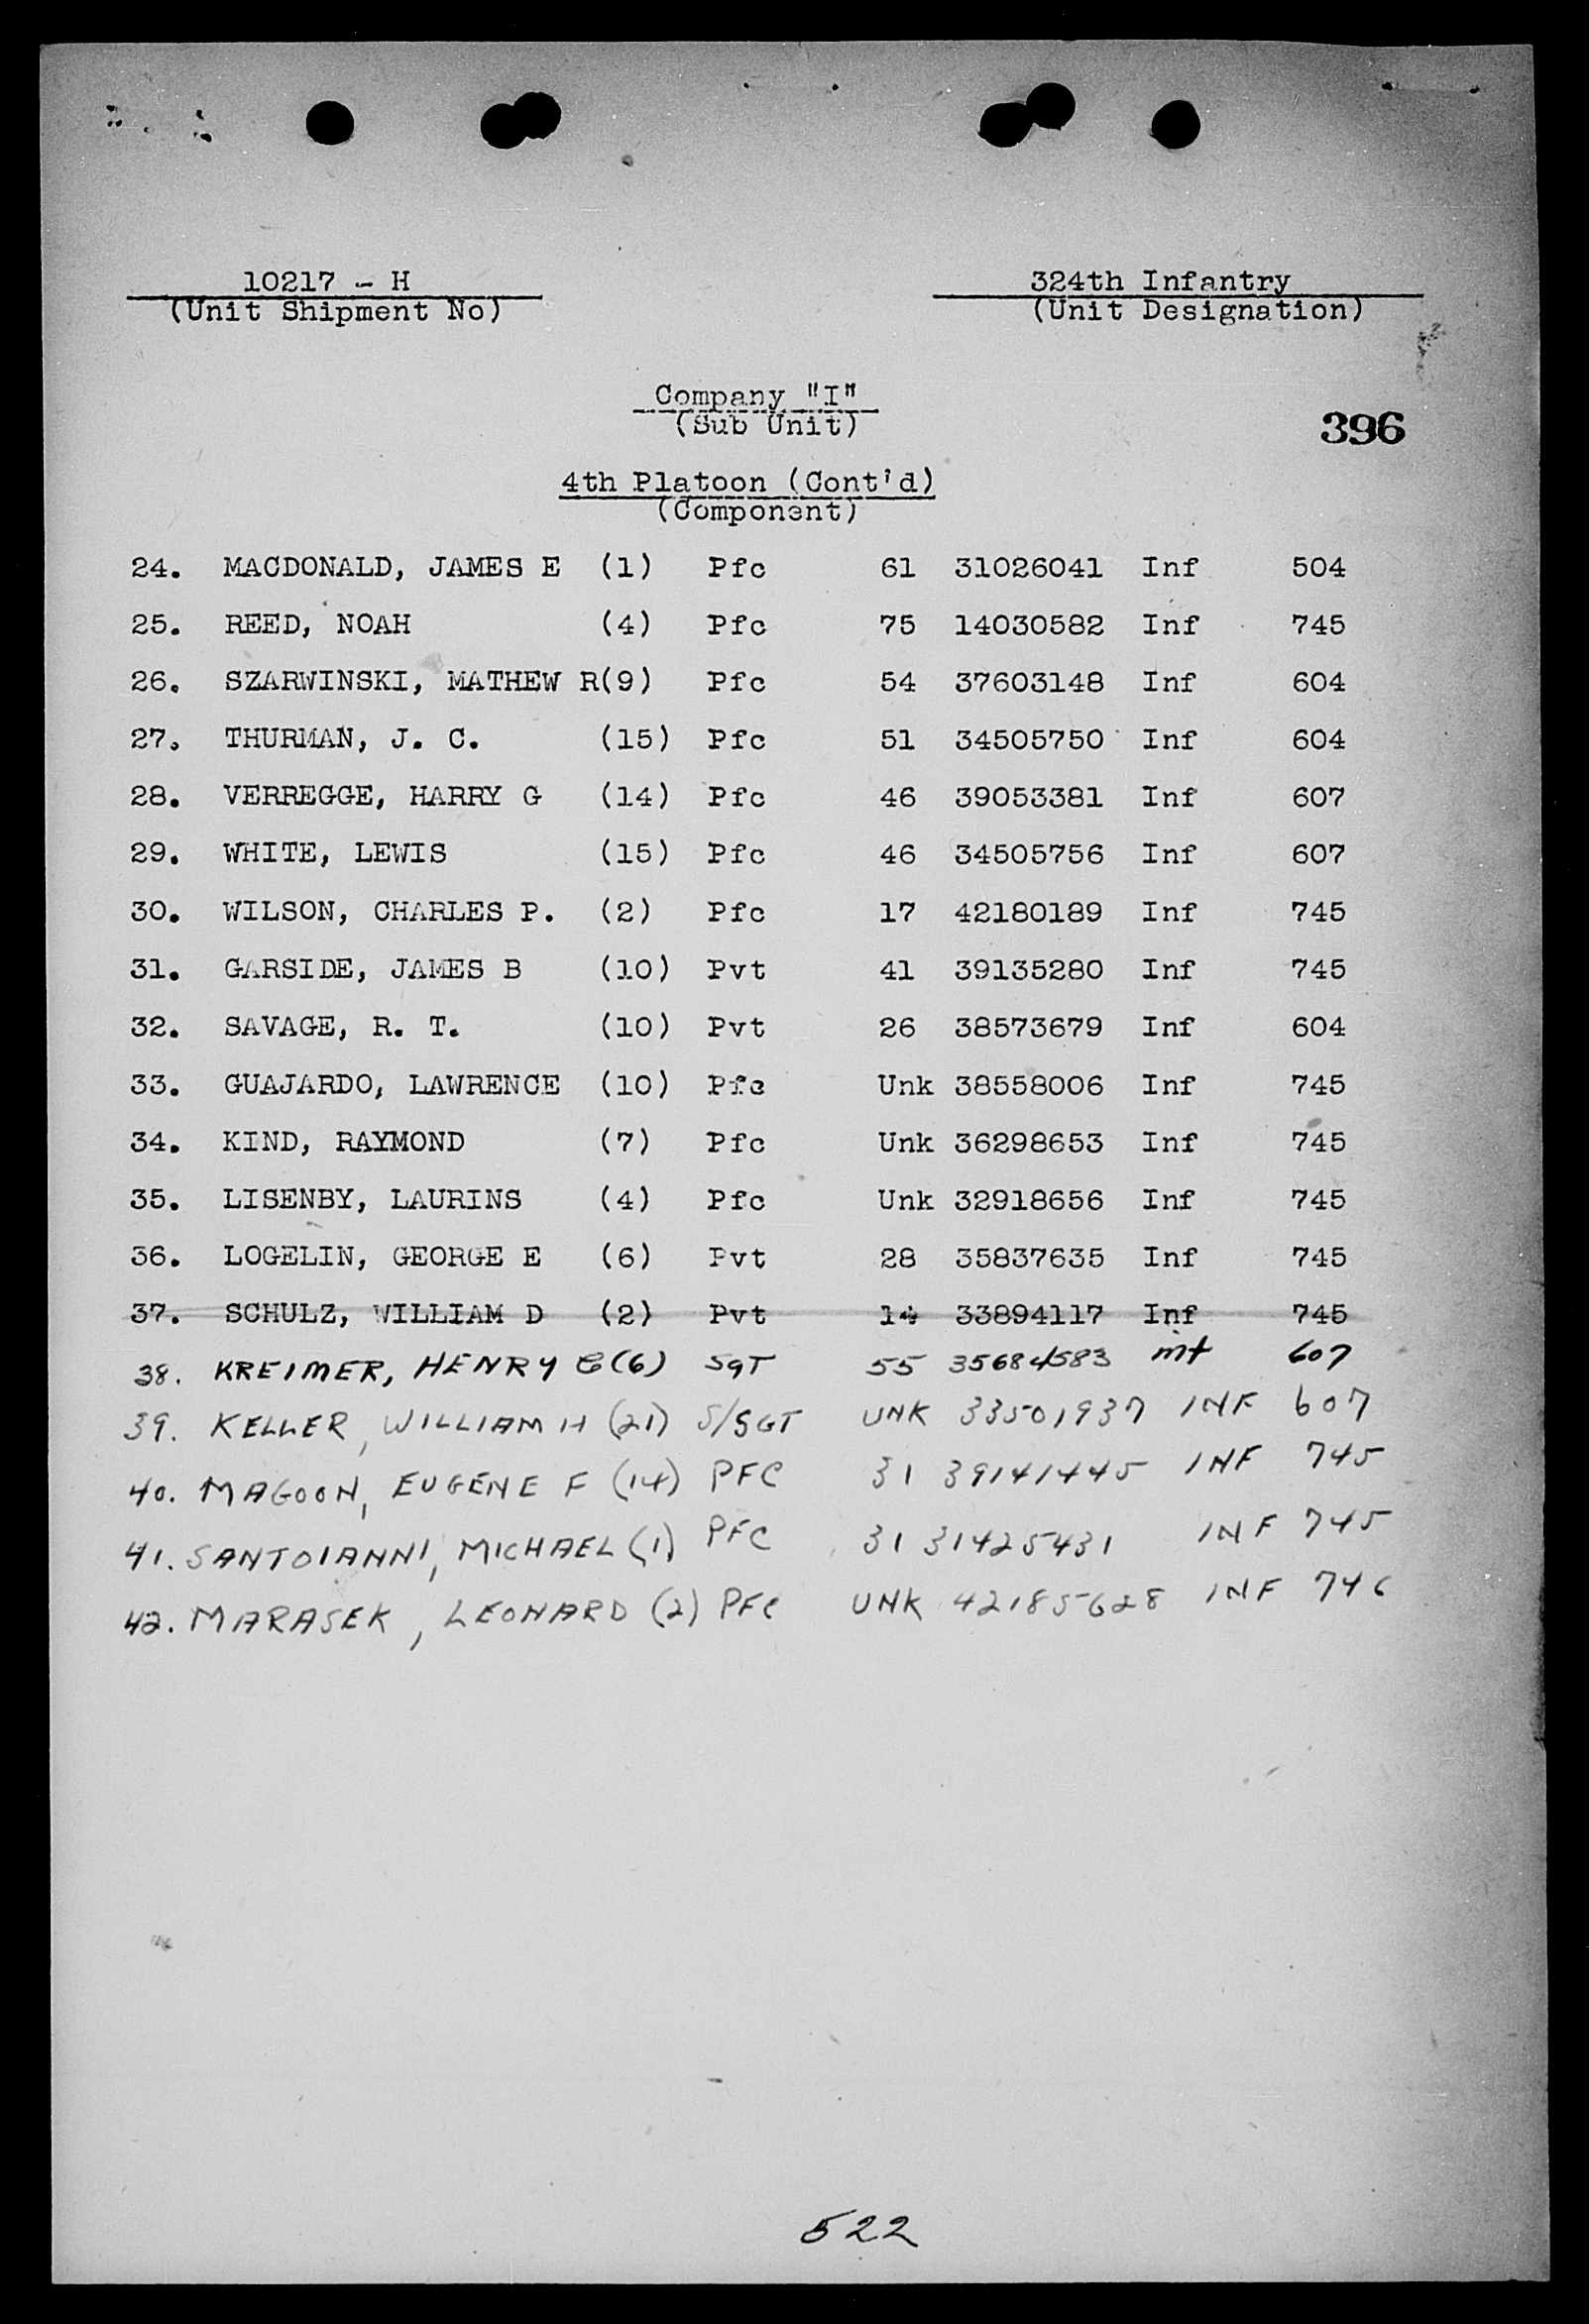 10217 - H 324th Infantry
(Unit Shipment No) (Unit Designation)
Company "I"
(Sub Unit)
396
4th Platoon (Cont'd)
(Component)
24. MACDONALD, JAMES E (1) Pfc 61 31026041 Inf 504
25. REED, NOAH (4) Pfc 75 14030582 Inf 745
26. SZARWINSKI, MATHEW R(9) Pfc 54 37603148 Inf 604
27. THURMAN, J. C. (15) Pfc 51 34505750 Inf 604
28. VERREGGE, HARRY G (14) Pfc 46 39053381 Inf 607
29. WHITE, LEWIS (15) Pfc 46 34505756 Inf 607
30. WILSON, CHARLES P. (2) Pfc 17 42180189 Inf 745
31. GARSIDE, JAMES B (10) Pvt 41 39135280 Inf 745
32. SAVAGE, R. T. (10) Pvt 26 38573679 Inf 604
33. GUAJARDO, LAWRENCE (10) Pfc Unk 38558006 Inf 745
34. KIND, RAYMOND (7) Pfc Unk 36298653 Inf 745
35. LISENBY, LAURINS (4) Pfc Unk 32918656 Inf 745
36. LOGELIN, GEORGE E (6) Pvt 28 35837635 Inf 745
37. SCHULZ, WILLIAM D (2) Pvt 14 33894117 Inf 745
38. KREIMER, HENRY (6) SgT 55 35684583 inf 607
39. KELLER, WILLIAM H (21) S/SGT UNK 33501937 INF 607
40. MAGOON, EUGENE F (14) PFC 31 39141445 INF 745
41. SANTOIANNI, MICHAEL (1) PFC 31 31425431 INF 745
42. MARASEK, LEONARD (2) PFC UNK 42185628 INF 746
522